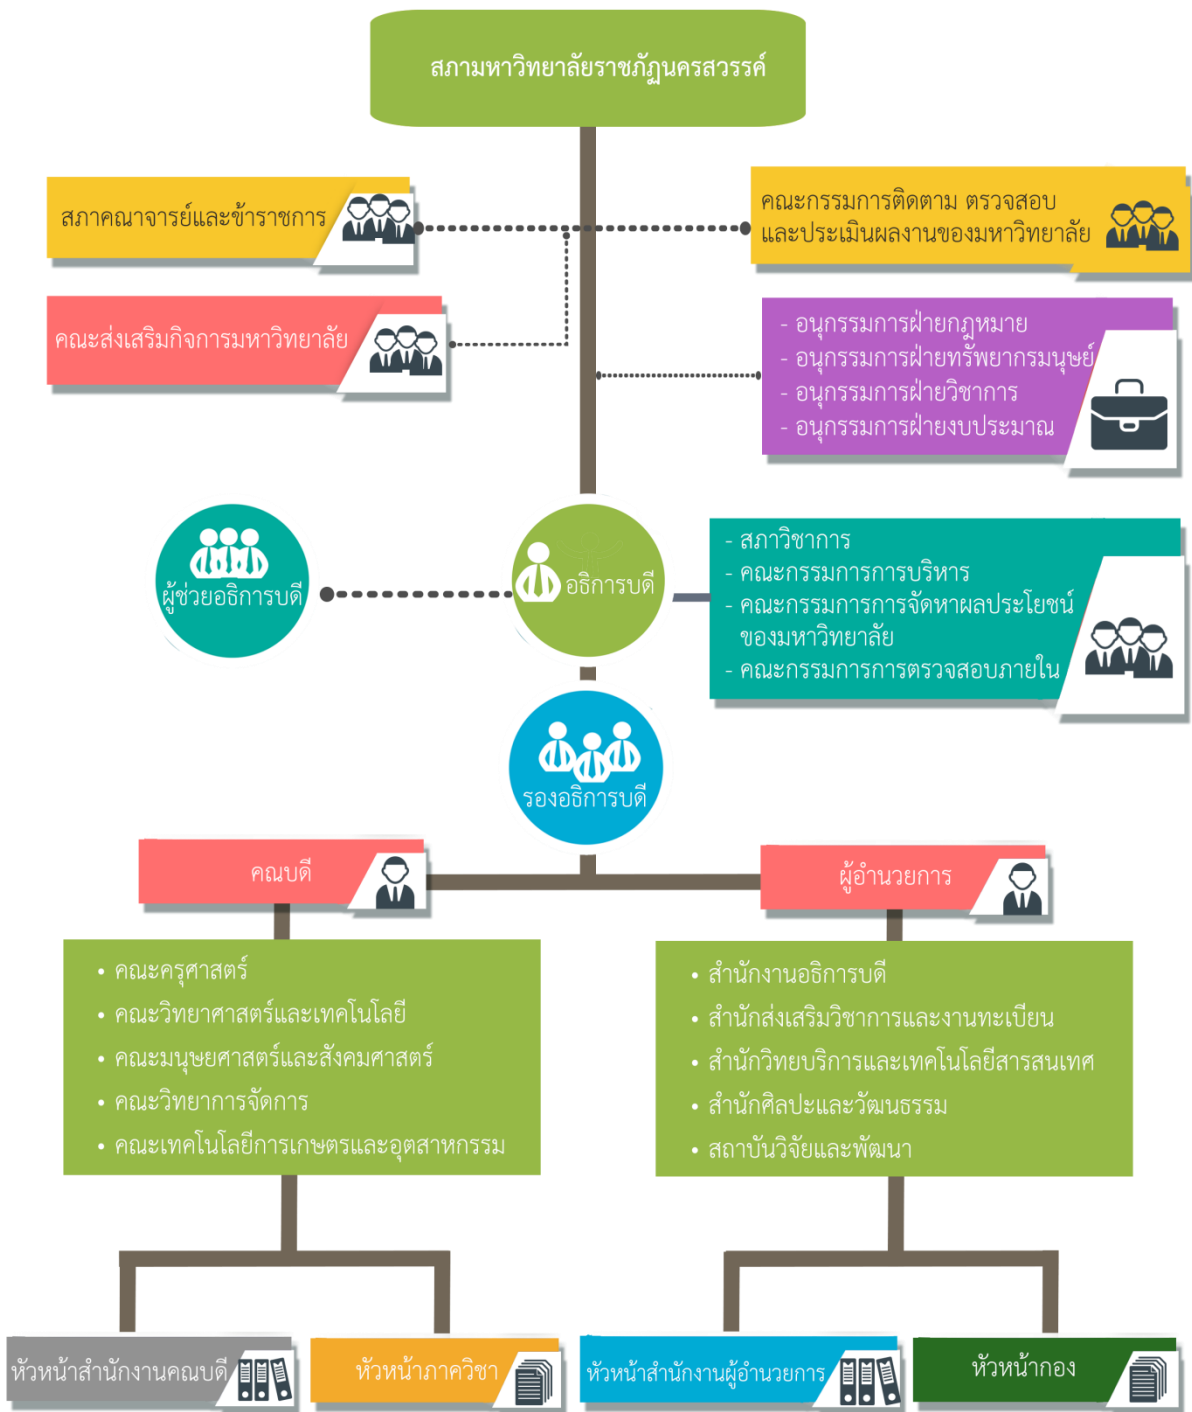 สภามหาวิทยาลัยราชภัฏนครสวรรค์
สภาคณาจารย์และข้าราชการ
คณะกรรมการติดตาม ตรวจสอบ
และประเมินผลงานของมหาวิทยาลัย
คณะส่งเสริมกิจการมหาวิทยาลัย
- อนุกรรมการฝ่ายกฎหมาย
- อนุกรรมการฝ่ายทรัพยากรมนุษย์
- อนุกรรมการฝ่ายวิชาการ
- อนุกรรมการฝ่ายงบประมาณ
ผู้ช่วยอธิการบดี
อธิการบดี
- สภาวิชาการ
- คณะกรรมการการบริหาร
- คณะกรรมการการจัดหาผลประโยชน์
ของมหาวิทยาลัย
- คณะกรรมการการตรวจสอบภายใน
รองอธิการบดี
คณบดี
ผู้อำนวยการ
• คณะครุศาสตร์
• คณะวิทยาศาสตร์และเทคโนโลยี
• คณะมนุษยศาสตร์และสังคมศาสตร์
• คณะวิทยาการจัดการ
• คณะเทคโนโลยีการเกษตรและอุตสาหกรรม
• สำนักงานอธิการบดี
• สำนักส่งเสริมวิชาการและงานทะเบียน
• สำนักวิทยบริการและเทคโนโลยีสารสนเทศ
• สำนักศิลปะและวัฒนธรรม
• สถาบันวิจัยและพัฒนา
หัวหน้าสำนักงานคณบดี
หัวหน้าภาควิชา
หัวหน้าสำนักงานผู้อำนวยการ
หัวหน้ากอง